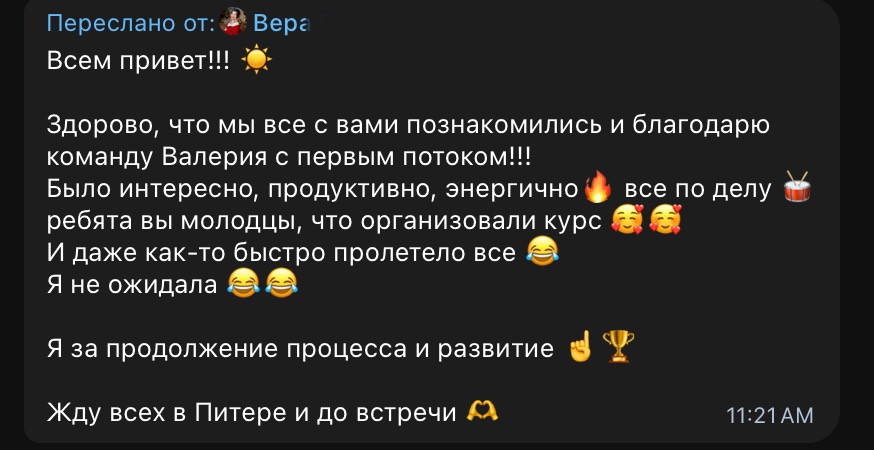 Переслано от: Вера
Всем привет!!! ☀️
Здорово, что мы все с вами познакомились и благодарю
команду Валерия с первым потоком!!!
Было интересно, продуктивно, энергично🔥 все по делу 🥁
ребята вы молодцы, что организовали курс 🥰🥰
И даже как-то быстро пролетело все 😂
Я не ожидала 😂😂
Я за продолжение процесса и развитие ☝️🏆
Жду всех в Питере и до встречи 🫶
11:21 AM